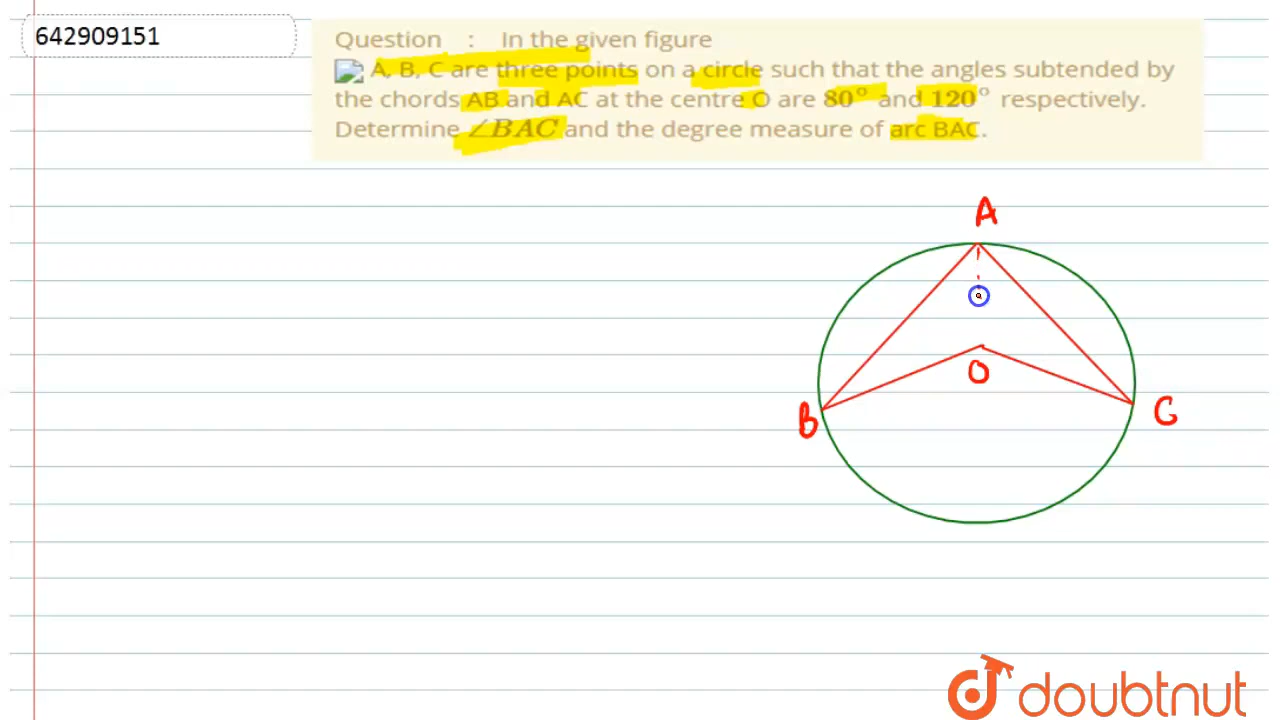 642909151
Question : In the given figure
A, B, C are three points on a circle such that the angles subtended by
the chords AB and AC at the centre O are 80° and 120° respectively.
Determine ∠BAC and the degree measure of arc BAC.
A
O
B
C
doubtnut